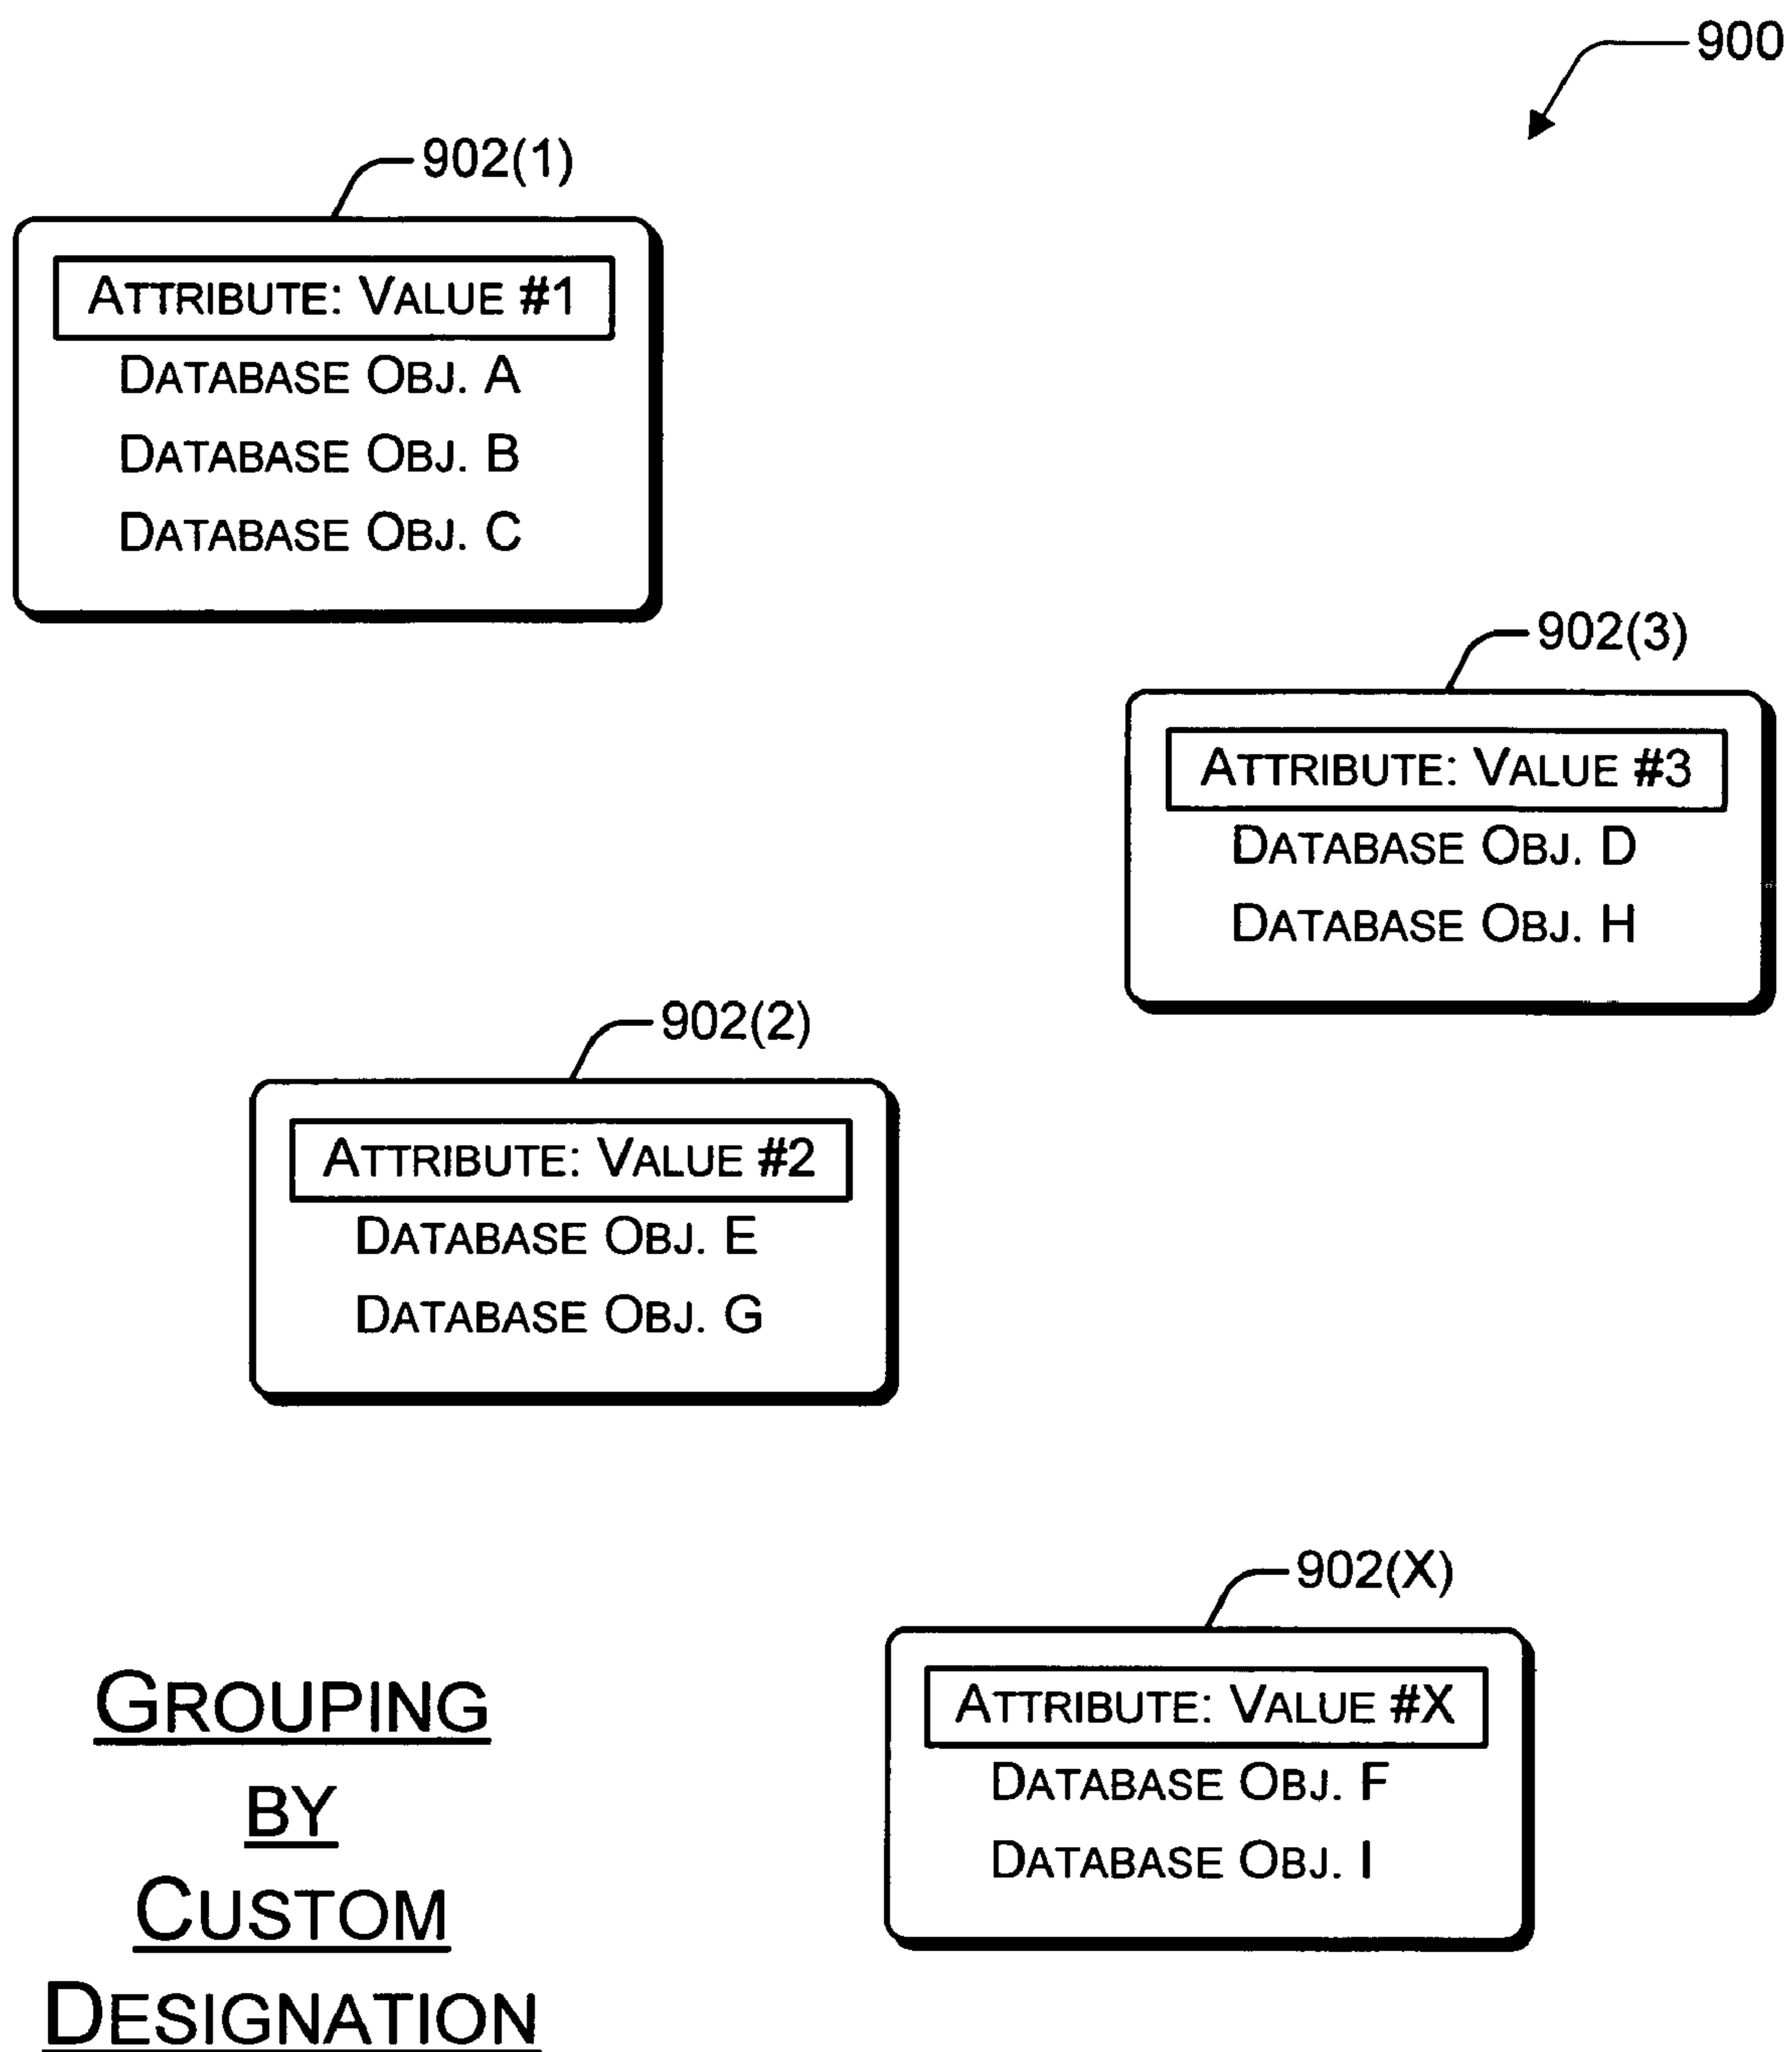 900
902(1)
ATTRIBUTE: VALUE #1
DATABASE OBJ. A
DATABASE OBJ. B
DATABASE OBJ. C
902(3)
ATTRIBUTE: VALUE #3
DATABASE OBJ. D
DATABASE OBJ. H
902(2)
ATTRIBUTE: VALUE #2
DATABASE OBJ. E
DATABASE OBJ. G
902(X)
ATTRIBUTE: VALUE #X
DATABASE OBJ. F
DATABASE OBJ. I
GROUPING
BY
CUSTOM
DESIGNATION